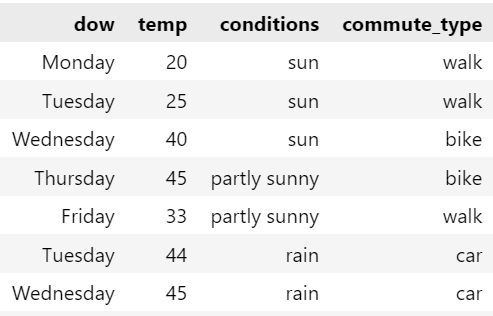 dow temp conditions commute_type
Monday 20 sun walk
Tuesday 25 sun walk
Wednesday 40 sun bike
Thursday 45 partly sunny bike
Friday 33 partly sunny walk
Tuesday 44 rain car
Wednesday 45 rain car